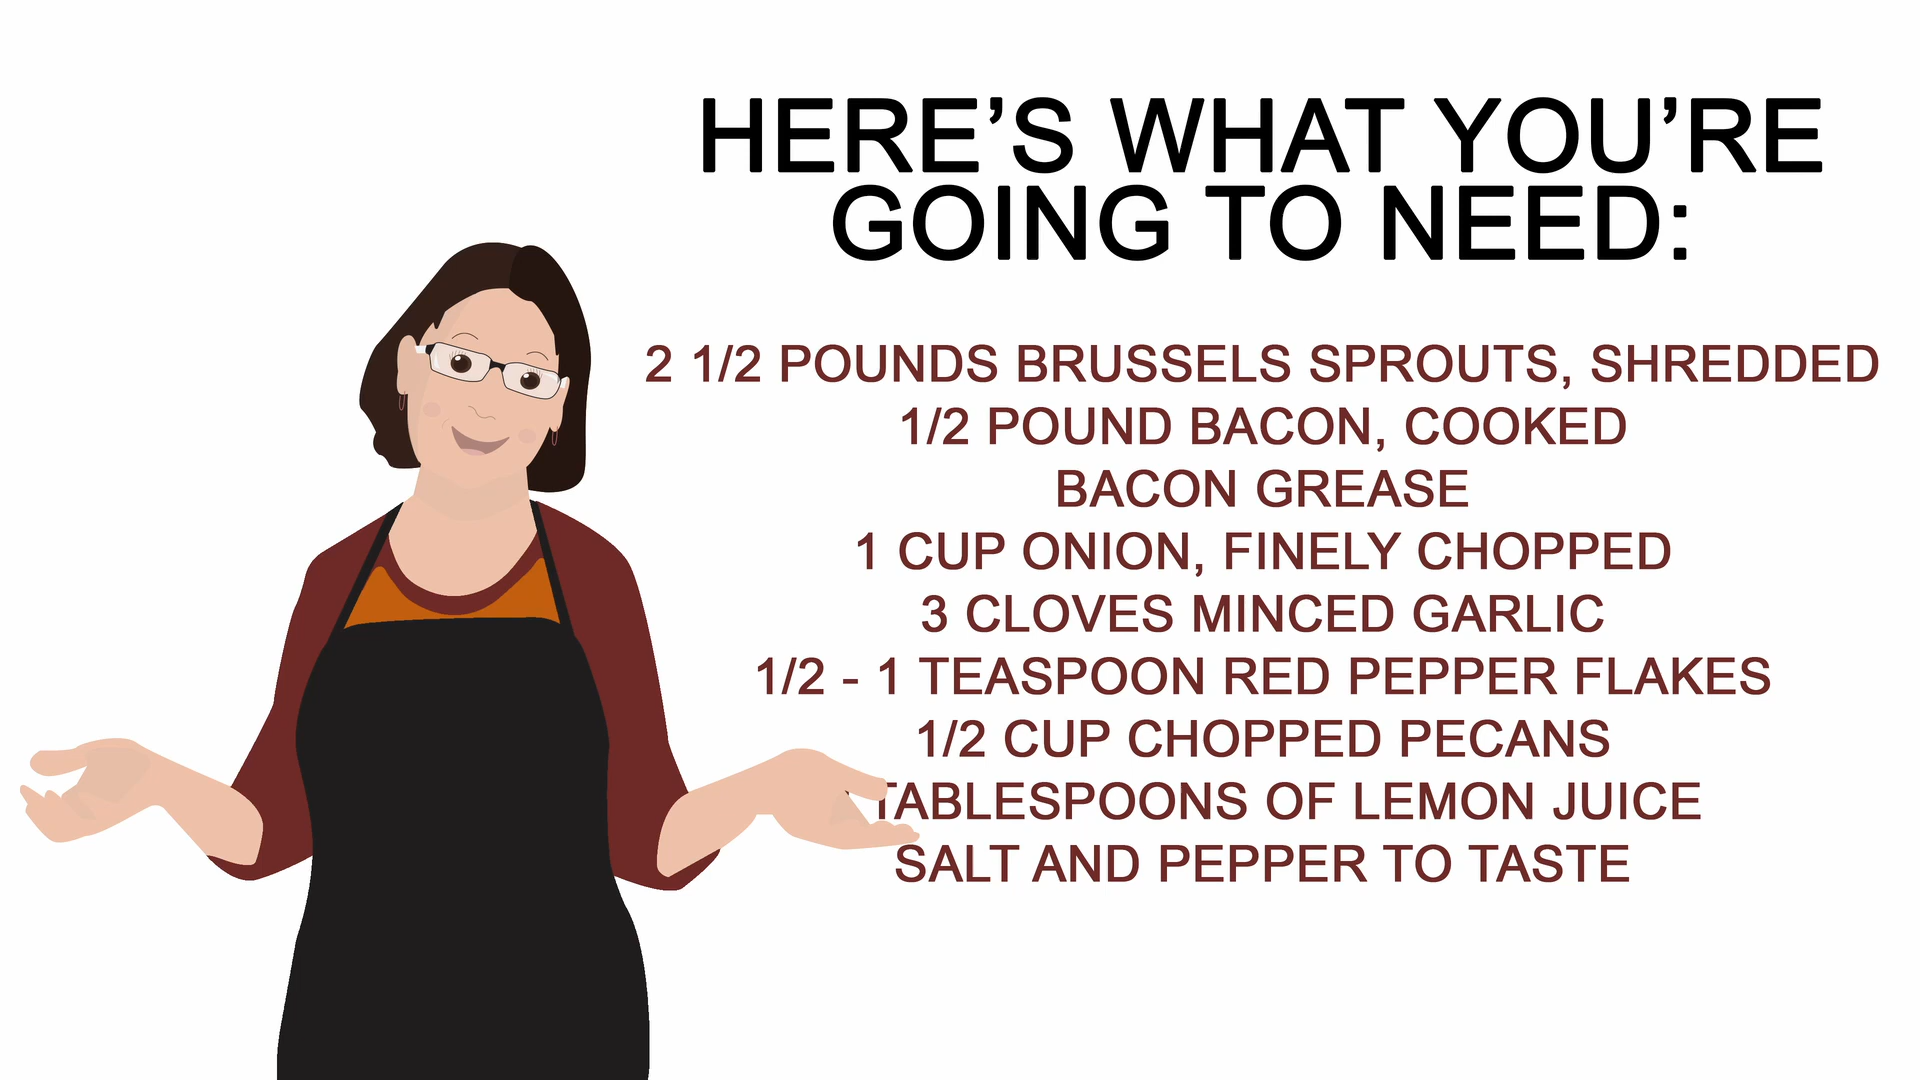 HERE’S WHAT YOU’RE
GOING TO NEED:
2 1/2 POUNDS BRUSSELS SPROUTS, SHREDDED
1/2 POUND BACON, COOKED
BACON GREASE
1 CUP ONION, FINELY CHOPPED
3 CLOVES MINCED GARLIC
1/2 - 1 TEASPOON RED PEPPER FLAKES
1/2 CUP CHOPPED PECANS
TABLESPOONS OF LEMON JUICE
SALT AND PEPPER TO TASTE